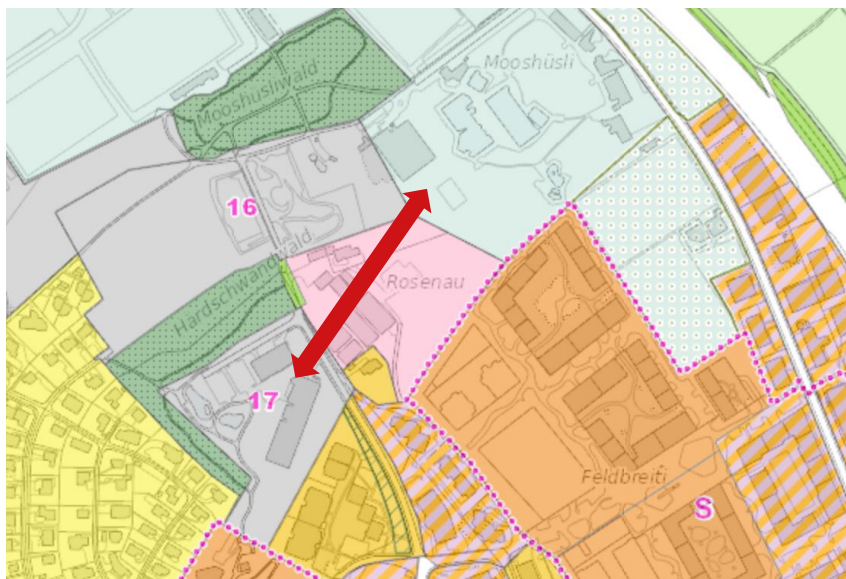 Mooshüsli
Mooshüsliwald
16
Hardschwandwald
Rosenau
17
Feldbreiti
S